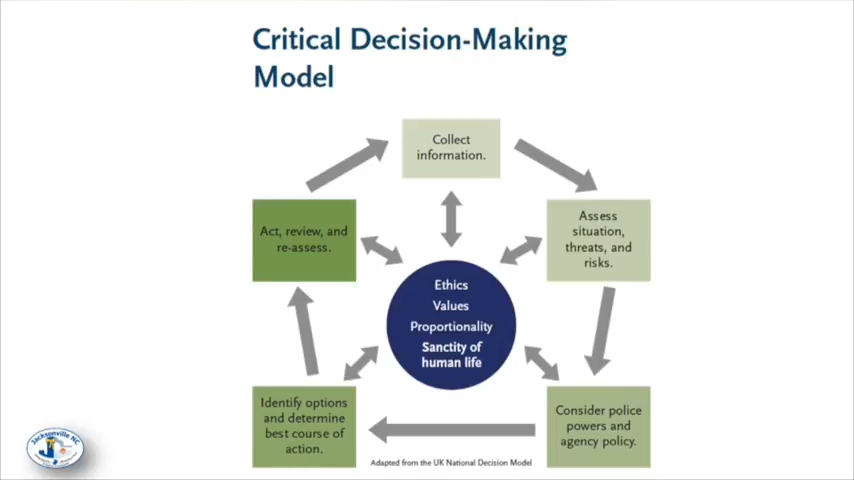 Critical Decision-Making
Model
Collect
information.
Act, review, and
re-assess.
Assess
situation,
threats, and
risks.
Ethics
Values
Proportionality
Sanctity of
human life
Identify options
and determine
best course of
action.
Consider police
powers and
agency policy.
Adapted from the UK National Decision Model
Jacksonville NC